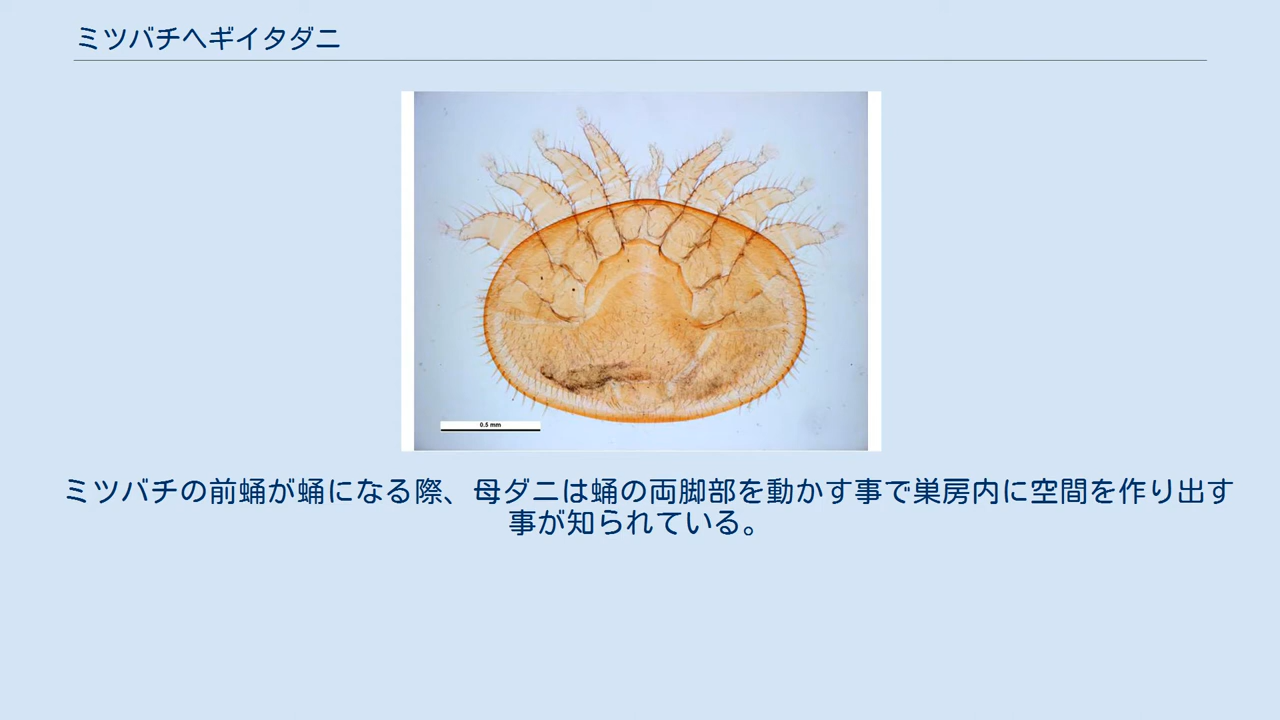 ミツバチヘギイタダニ
0.5 mm
ミツバチの前蛹が蛹になる際、母ダニは蛹の両脚部を動かす事で巣房内に空間を作り出す
事が知られている。